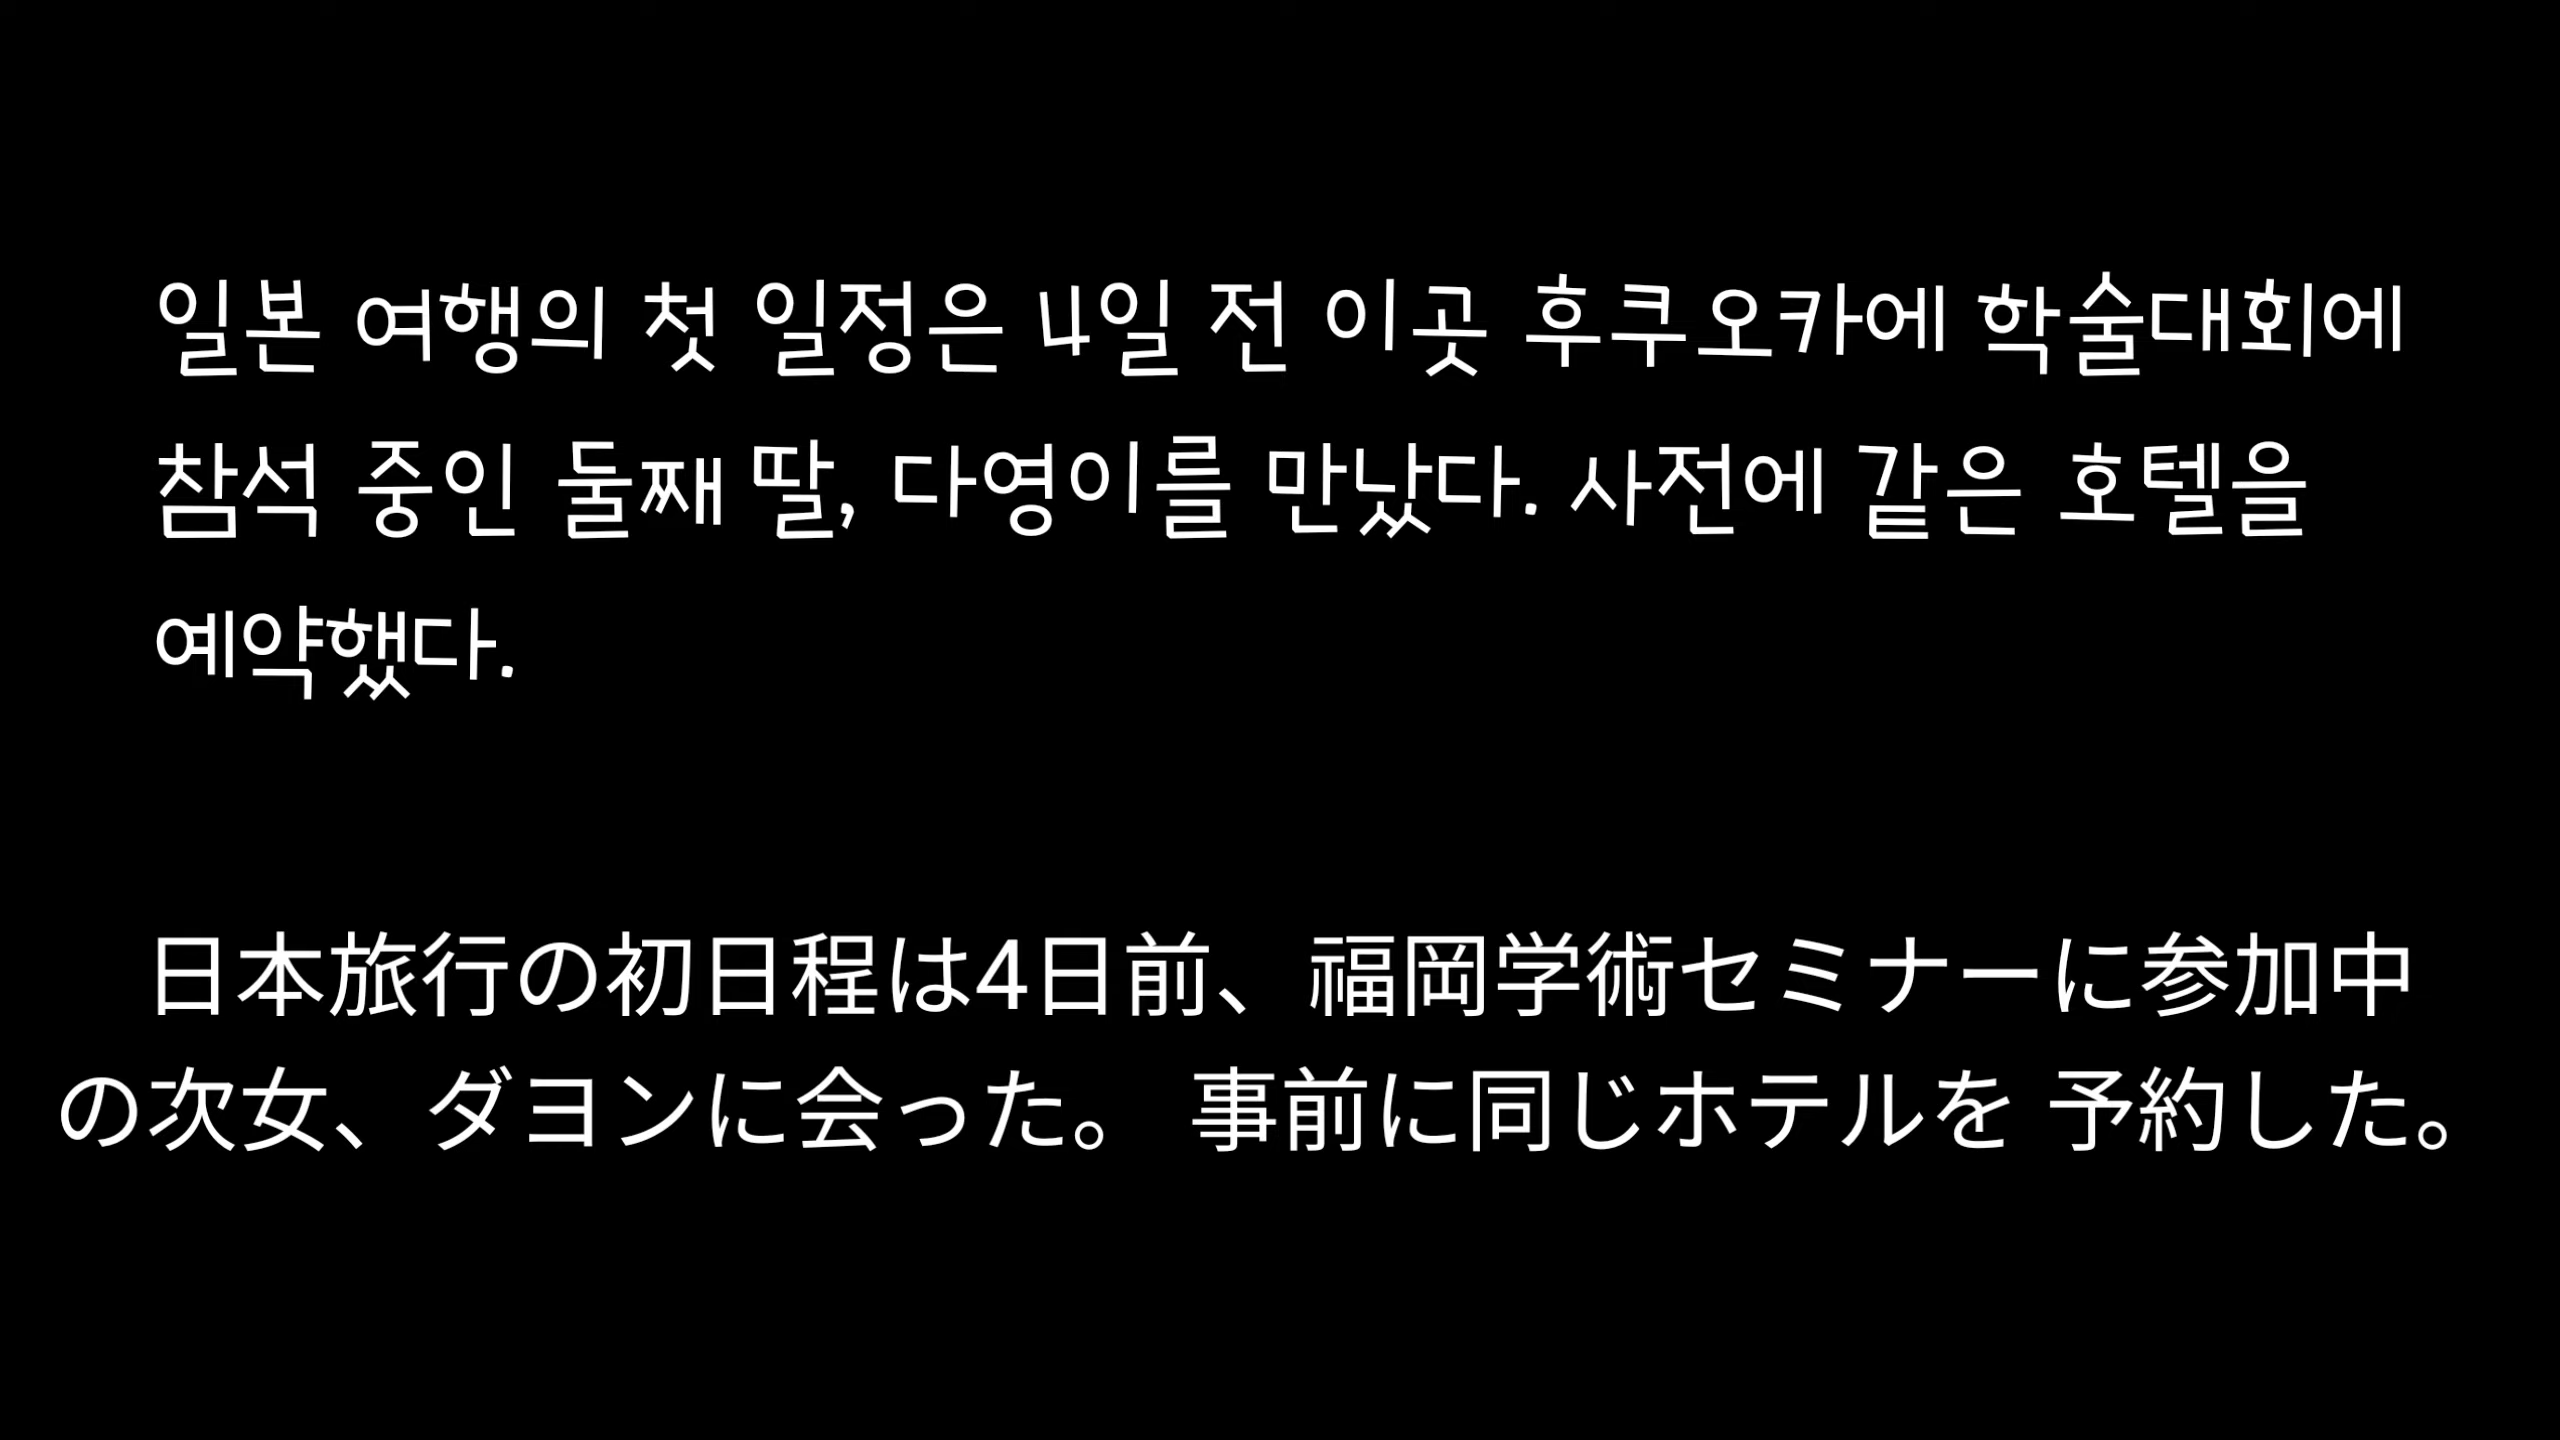 일본 여행의 첫 일정은 4일 전 이곳 후쿠오카에 학술대회에
참석 중인 둘째 딸, 다영이를 만났다. 사전에 같은 호텔을
예약했다.
日本旅行の初日程は4日前、福岡学術セミナーに参加中
の次女、ダヨンに会った。 事前に同じホテルを 予約した。